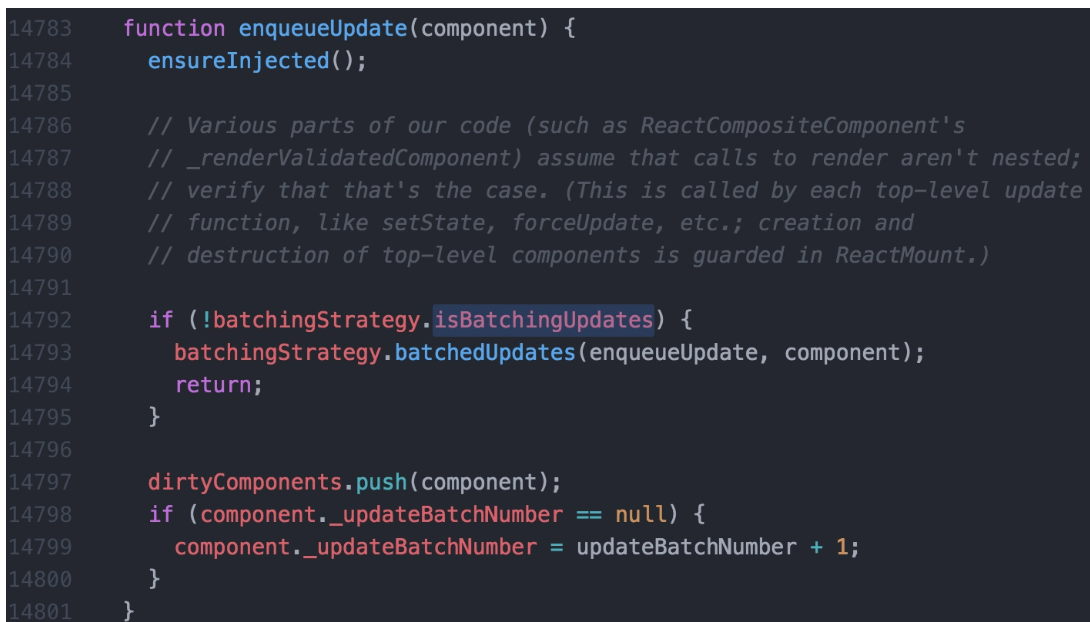 14783 function enqueueUpdate(component) {
14784 ensureInjected();
14785
14786 // Various parts of our code (such as ReactCompositeComponent's
14787 // _renderValidatedComponent) assume that calls to render aren't nested;
14788 // verify that that's the case. (This is called by each top-level update
14789 // function, like setState, forceUpdate, etc.; creation and
14790 // destruction of top-level components is guarded in ReactMount.)
14791
14792 if (!batchingStrategy.isBatchingUpdates) {
14793 batchingStrategy.batchedUpdates(enqueueUpdate, component);
14794 return;
14795 }
14796
14797 dirtyComponents.push(component);
14798 if (component._updateBatchNumber == null) {
14799 component._updateBatchNumber = updateBatchNumber + 1;
14800 }
14801 }